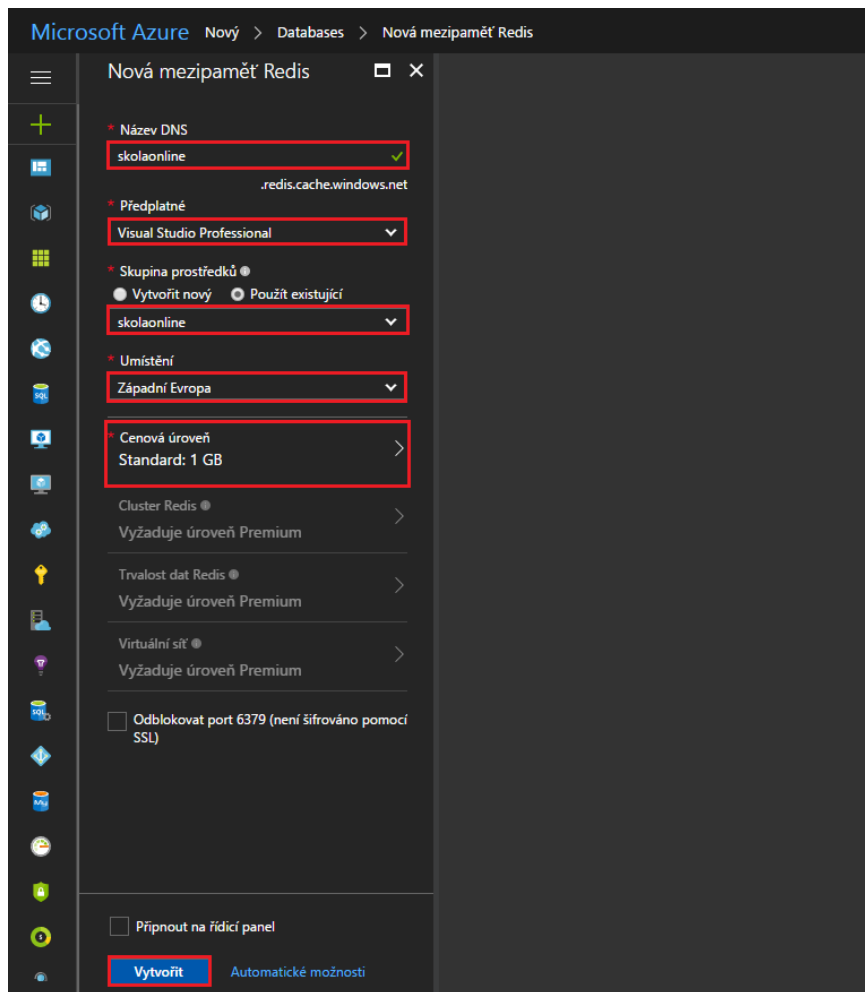 Microsoft Azure Nový > Databases > Nová mezipaměť Redis
Nová mezipaměť Redis
* Název DNS
skolaonline
.redis.cache.windows.net
* Předplatné
Visual Studio Professional
* Skupina prostředků
Vytvořit nový Použít existující
skolaonline
* Umístění
Západní Evropa
* Cenová úroveň
Standard: 1 GB
Cluster Redis
Vyžaduje úroveň Premium
Trvalost dat Redis
Vyžaduje úroveň Premium
Virtuální síť
Vyžaduje úroveň Premium
Odblokovat port 6379 (není šifrováno pomocí
SSL)
Připnout na řídicí panel
Vytvořit Automatické možnosti
SQL
SQL
My